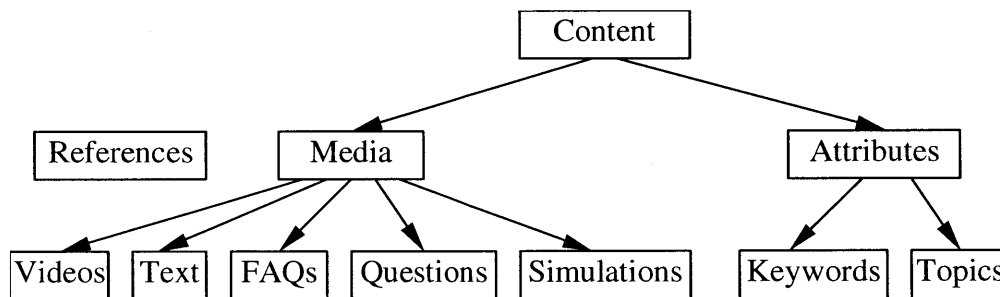 Content
References
Media
Attributes
Videos
Text
FAQs
Questions
Simulations
Keywords
Topics